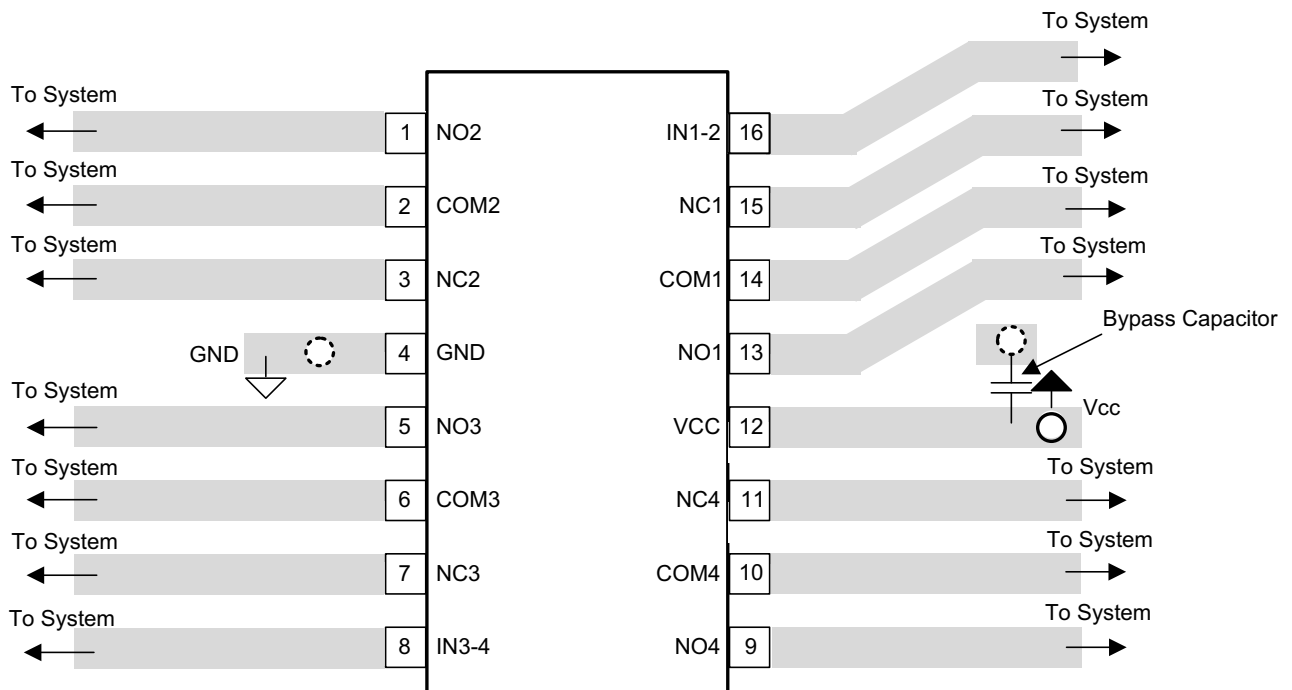 To System
To System
To System
To System
To System
To System
To System
To System
To System
To System
To System
To System
To System
To System
1 NO2
2 COM2
3 NC2
GND
4 GND
5 NO3
6 COM3
7 NC3
8 IN3-4
IN1-2 16
NC1 15
COM1 14
NO1 13
Bypass Capacitor
VCC 12
Vcc
NC4 11
COM4 10
NO4 9